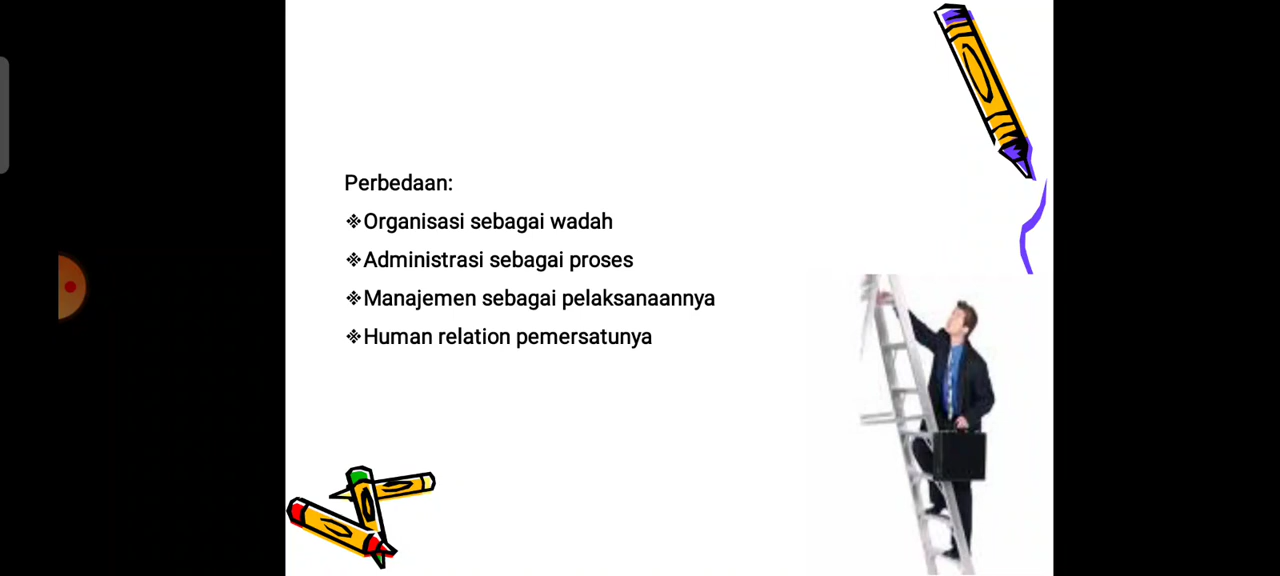 Perbedaan:
※Organisasi sebagai wadah
※Administrasi sebagai proses
※Manajemen sebagai pelaksanaannya
※Human relation pemersatunya